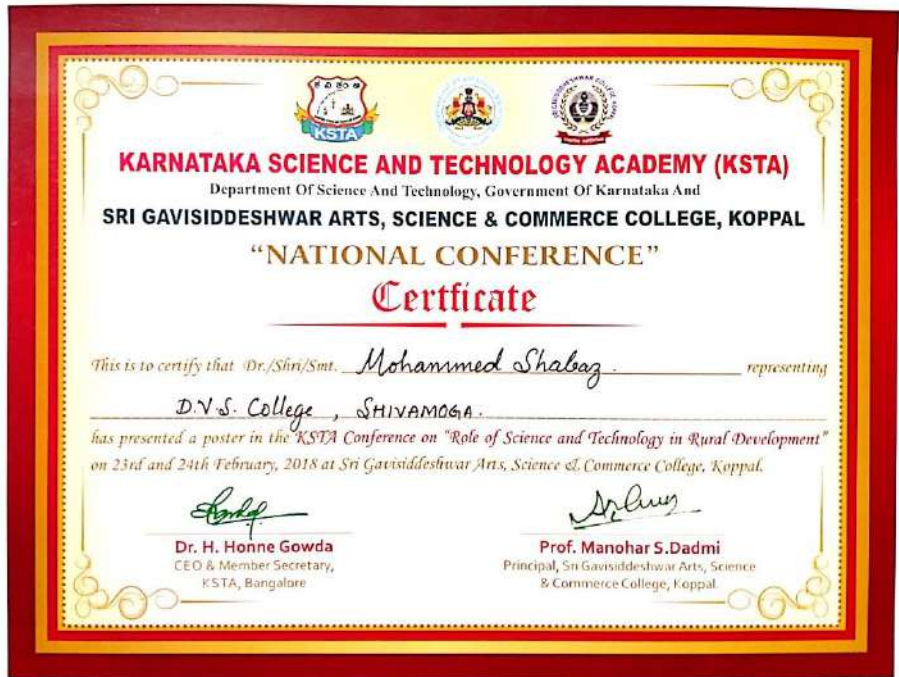 KSTA
KARNATAKA SCIENCE AND TECHNOLOGY ACADEMY (KSTA)
Department Of Science And Technology, Government Of Karnataka And
SRI GAVISIDDESHWAR ARTS, SCIENCE & COMMERCE COLLEGE, KOPPAL
“NATIONAL CONFERENCE”
Certficate
This is to certify that Dr./Shri/Smt. Mohammed Shabaz. representing
D.V.S. College, SHIVAMOGA.
has presented a poster in the KSTA Conference on "Role of Science and Technology in Rural Development"
on 23rd and 24th February, 2018 at Sri Gavisiddeshwar Arts, Science & Commerce College, Koppal.
Dr. H. Honne Gowda
CEO & Member Secretary,
KSTA, Bangalore
Prof. Manohar S.Dadmi
Principal, Sri Gavisiddeshwar Arts, Science
& Commerce College, Koppal.